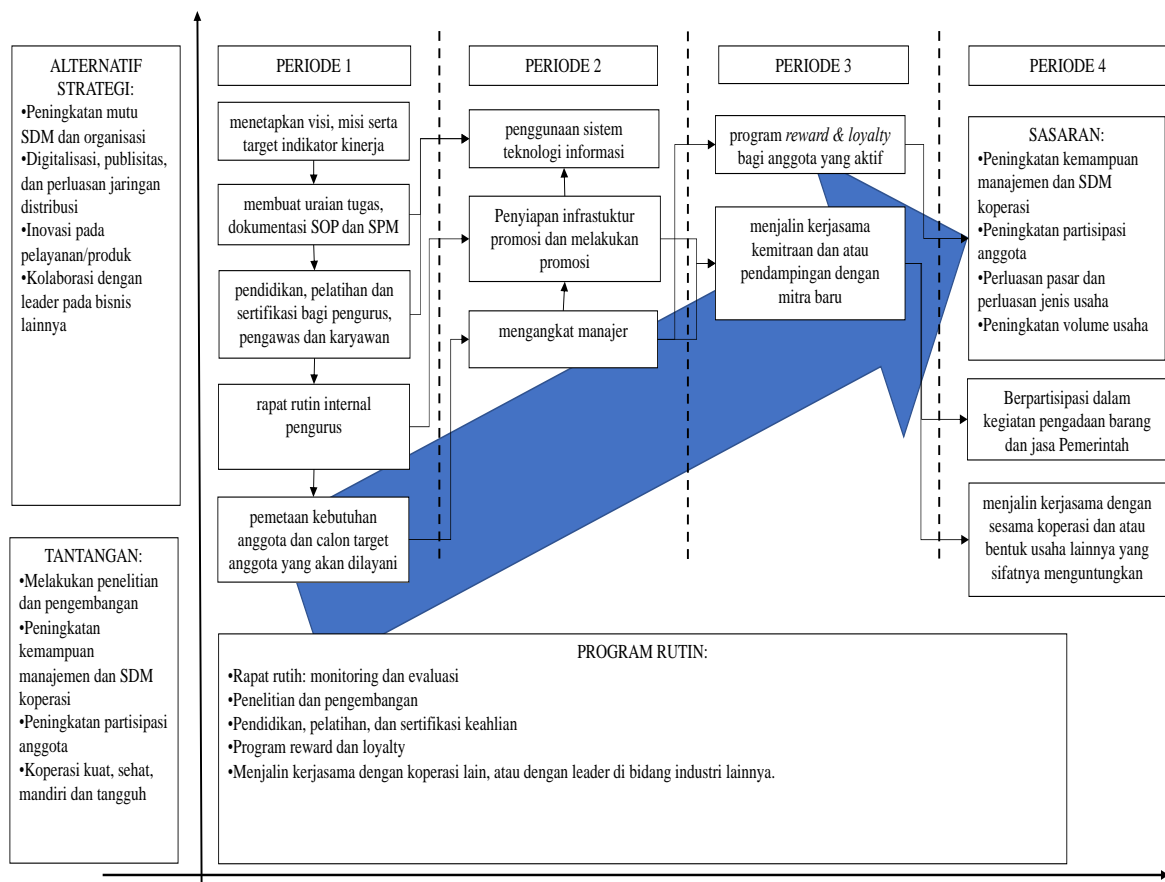 ALTERNATIF
STRATEGI:
•Peningkatan mutu
SDM dan organisasi
•Digitalisasi, publisitas,
dan perluasan jaringan
distribusi
•Inovasi pada
pelayanan/produk
•Kolaborasi dengan
leader pada bisnis
lainnya
TANTANGAN:
•Melakukan penelitian
dan pengembangan
•Peningkatan
kemampuan
manajemen dan SDM
koperasi
•Peningkatan partisipasi
anggota
•Koperasi kuat, sehat,
mandiri dan tangguh
PERIODE 1
menetapkan visi, misi serta
target indikator kinerja
membuat uraian tugas,
dokumentasi SOP dan SPM
pendidikan, pelatihan dan
sertifikasi bagi pengurus,
pengawas dan karyawan
rapat rutin internal
pengurus
pemetaan kebutuhan
anggota dan calon target
anggota yang akan dilayani
PERIODE 2
penggunaan sistem
teknologi informasi
Penyiapan infrastuktur
promosi dan melakukan
promosi
mengangkat manajer
PERIODE 3
program reward & loyalty
bagi anggota yang aktif
menjalin kerjasama
kemitraan dan atau
pendampingan dengan
mitra baru
PERIODE 4
SASARAN:
•Peningkatan kemampuan
manajemen dan SDM
koperasi
•Peningkatan partisipasi
anggota
•Perluasan pasar dan
perluasan jenis usaha
•Peningkatan volume usaha
Berpartisipasi dalam
kegiatan pengadaan barang
dan jasa Pemerintah
menjalin kerjasama dengan
sesama koperasi dan atau
bentuk usaha lainnya yang
sifatnya menguntungkan
PROGRAM RUTIN:
•Rapat rutih: monitoring dan evaluasi
•Penelitian dan pengembangan
•Pendidikan, pelatihan, dan sertifikasi keahlian
•Program reward dan loyalty
•Menjalin kerjasama dengan koperasi lain, atau dengan leader di bidang industri lainnya.